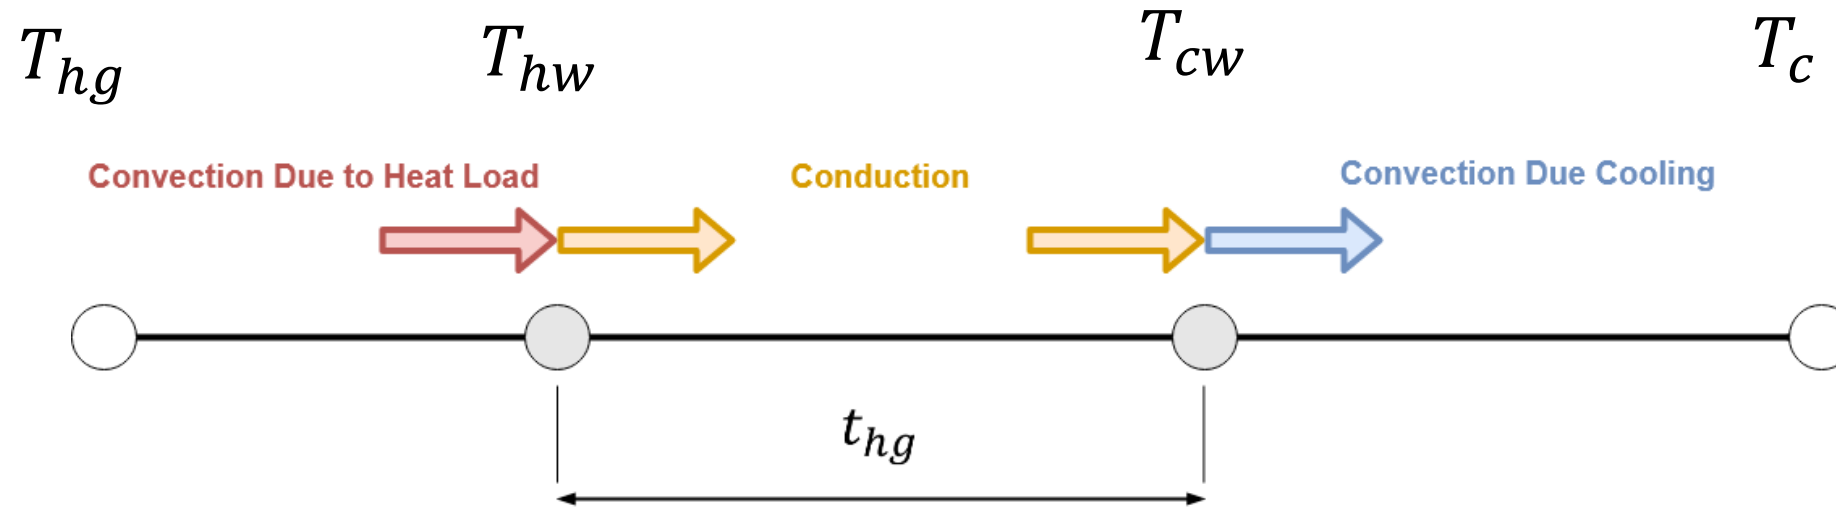 T_hg
T_hw
T_cw
T_c
Convection Due to Heat Load
Conduction
Convection Due Cooling
t_hg